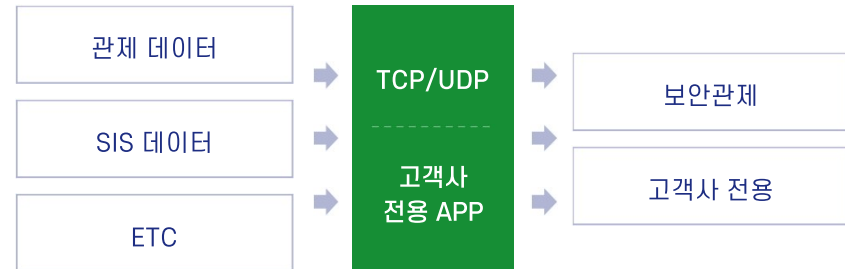 관제 데이터
SIS 데이터
ETC
TCP/UDP
고객사
전용 APP
보안관제
고객사 전용